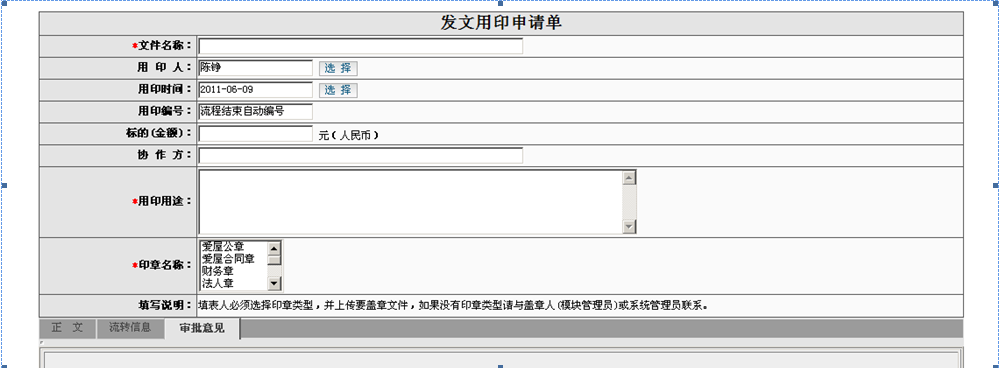 发文用印申请单
*文件名称：
用 印 人： 陈铮 选 择
用印时间： 2011-06-09 选 择
用印编号： 流程结束自动编号
标的(金额)： 元(人民币)
协 作 方：
*用印用途：
*印章名称： 爱屋公章
爱屋合同章
财务章
法人章
填写说明： 填表人必须选择印章类型，并上传要盖章文件，如果没有印章类型请与盖章人(模块管理员)或系统管理员联系。
正 文 流转信息 审批意见